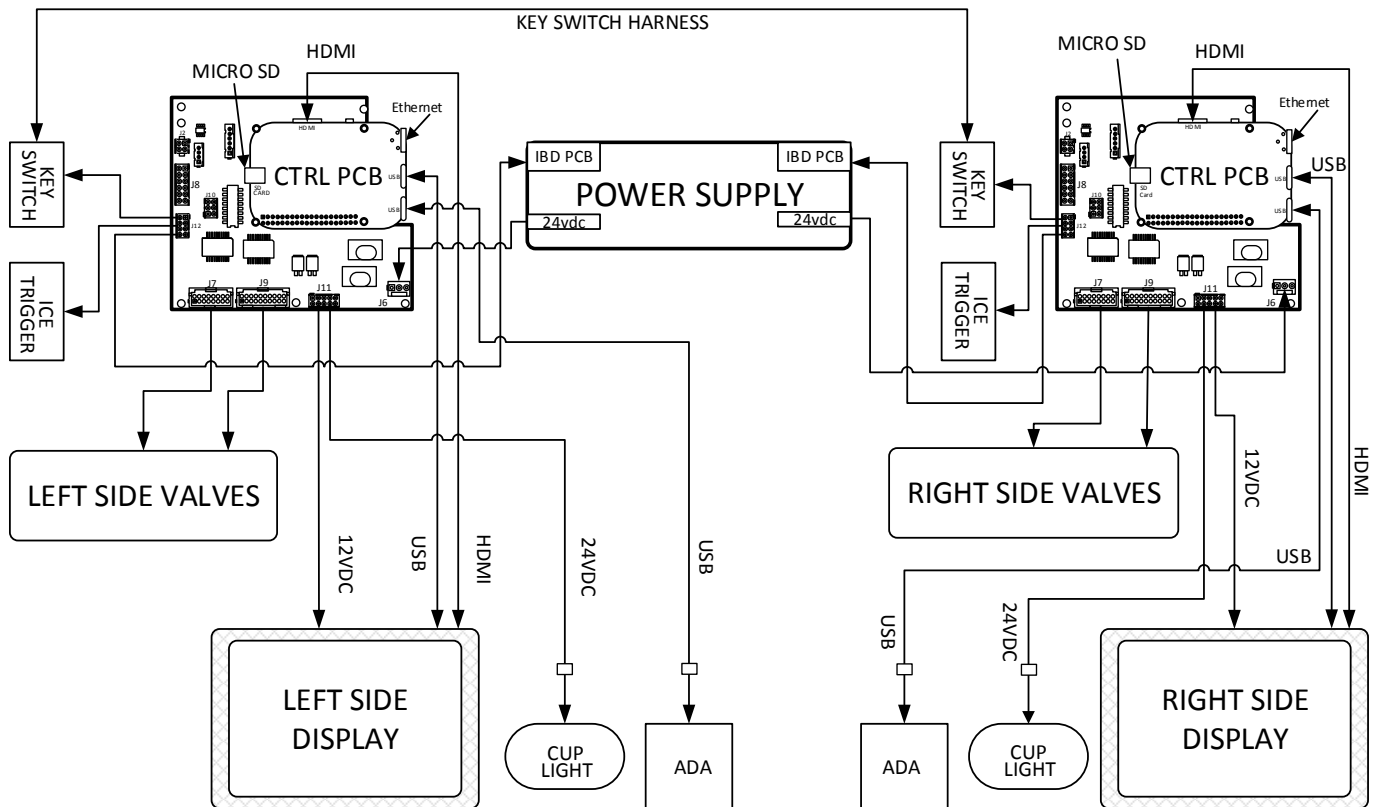 KEY SWITCH HARNESS
HDMI
MICRO SD
Ethernet
HDMI
J2
J8
J10
J12
SD
CARD
CTRL PCB
USB
USB
J7
J9
J11
J6
KEY
SWITCH
ICE
TRIGGER
IBD PCB
IBD PCB
POWER SUPPLY
24vdc
24vdc
KEY
SWITCH
ICE
TRIGGER
HDMI
MICRO SD
Ethernet
HDMI
J2
J8
J10
J12
SD
Card
CTRL PCB
USB
USB
USB
J7
J9
J11
J6
LEFT SIDE VALVES
RIGHT SIDE VALVES
12VDC
USB
HDMI
24VDC
USB
USB
24VDC
12VDC
USB
HDMI
LEFT SIDE
DISPLAY
CUP
LIGHT
ADA
ADA
CUP
LIGHT
RIGHT SIDE
DISPLAY